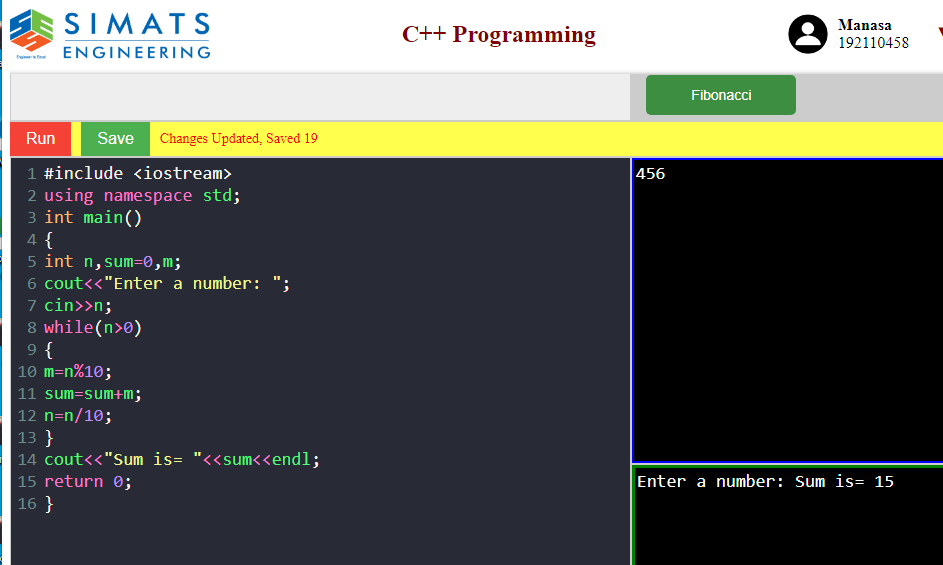 SIMATS
ENGINEERING
Engineer to Excel
C++ Programming
Manasa
192110458
Fibonacci
Run
Save
Changes Updated, Saved 19
1 #include <iostream>
2 using namespace std;
3 int main()
4 {
5 int n,sum=0,m;
6 cout<<"Enter a number: ";
7 cin>>n;
8 while(n>0)
9 {
10 m=n%10;
11 sum=sum+m;
12 n=n/10;
13 }
14 cout<<"Sum is= "<<sum<<endl;
15 return 0;
16 }
456
Enter a number: Sum is= 15